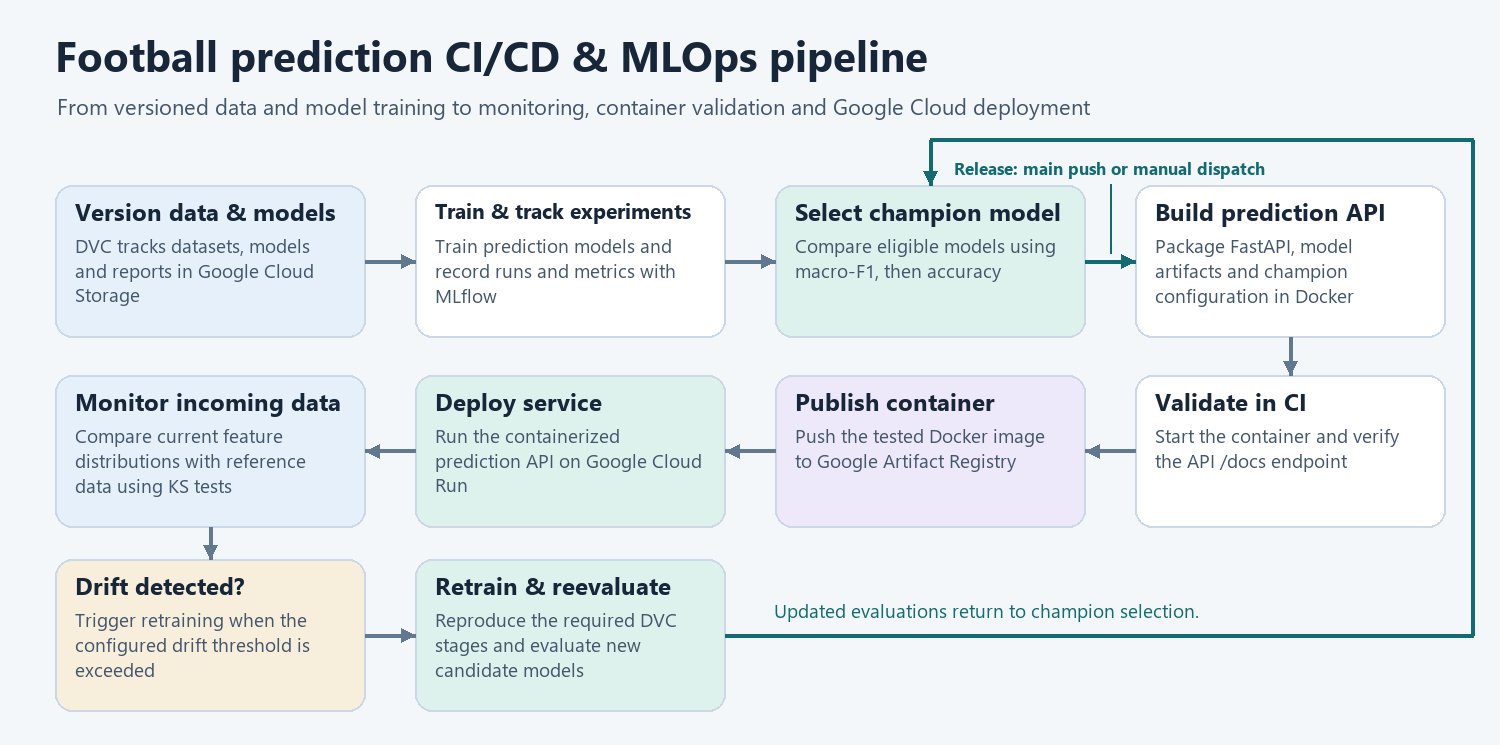 Football prediction CI/CD & MLOps pipeline
From versioned data and model training to monitoring, container validation and Google Cloud deployment
Release: main push or manual dispatch
Version data & models
DVC tracks datasets, models
and reports in Google Cloud
Storage
Train & track experiments
Train prediction models and
record runs and metrics with
MLflow
Select champion model
Compare eligible models using
macro-F1, then accuracy
Build prediction API
Package FastAPI, model
artifacts and champion
configuration in Docker
Monitor incoming data
Compare current feature
distributions with reference
data using KS tests
Deploy service
Run the containerized
prediction API on Google Cloud
Run
Publish container
Push the tested Docker image
to Google Artifact Registry
Validate in CI
Start the container and verify
the API /docs endpoint
Drift detected?
Trigger retraining when the
configured drift threshold is
exceeded
Retrain & reevaluate
Reproduce the required DVC
stages and evaluate new
candidate models
Updated evaluations return to champion selection.